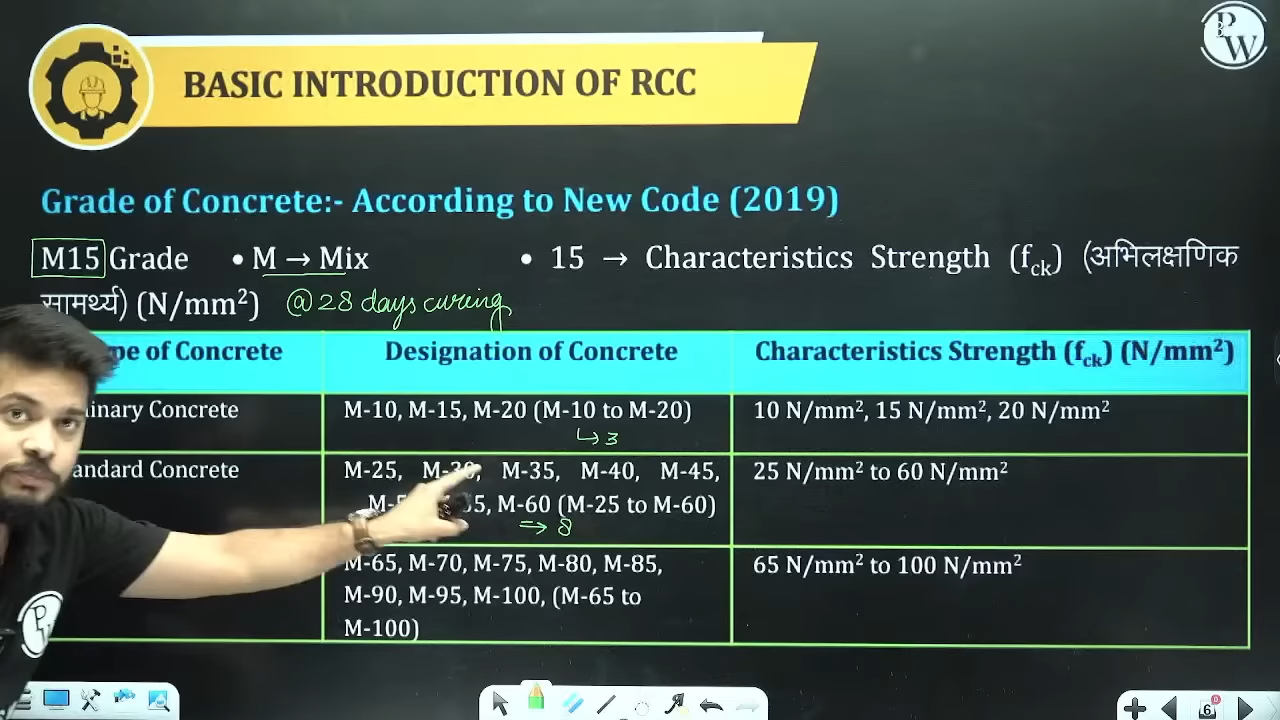 BASIC INTRODUCTION OF RCC
PW
Grade of Concrete:- According to New Code (2019)
M15 Grade • M → Mix • 15 → Characteristics Strength (fck) (अभिलक्षणिक
सामर्थ्य) (N/mm²) @ 28 days curing
of Concrete Designation of Concrete Characteristics Strength (fck) (N/mm²)
Concrete M-10, M-15, M-20 (M-10 to M-20) 10 N/mm², 15 N/mm², 20 N/mm²
↳ 3
Concrete M-25, M-35, M-40, M-45, 25 N/mm² to 60 N/mm²
M-60 (M-25 to M-60)
⇒ 8
M-65, M-70, M-75, M-80, M-85, 65 N/mm² to 100 N/mm²
M-90, M-95, M-100, (M-65 to
M-100)
PW
6